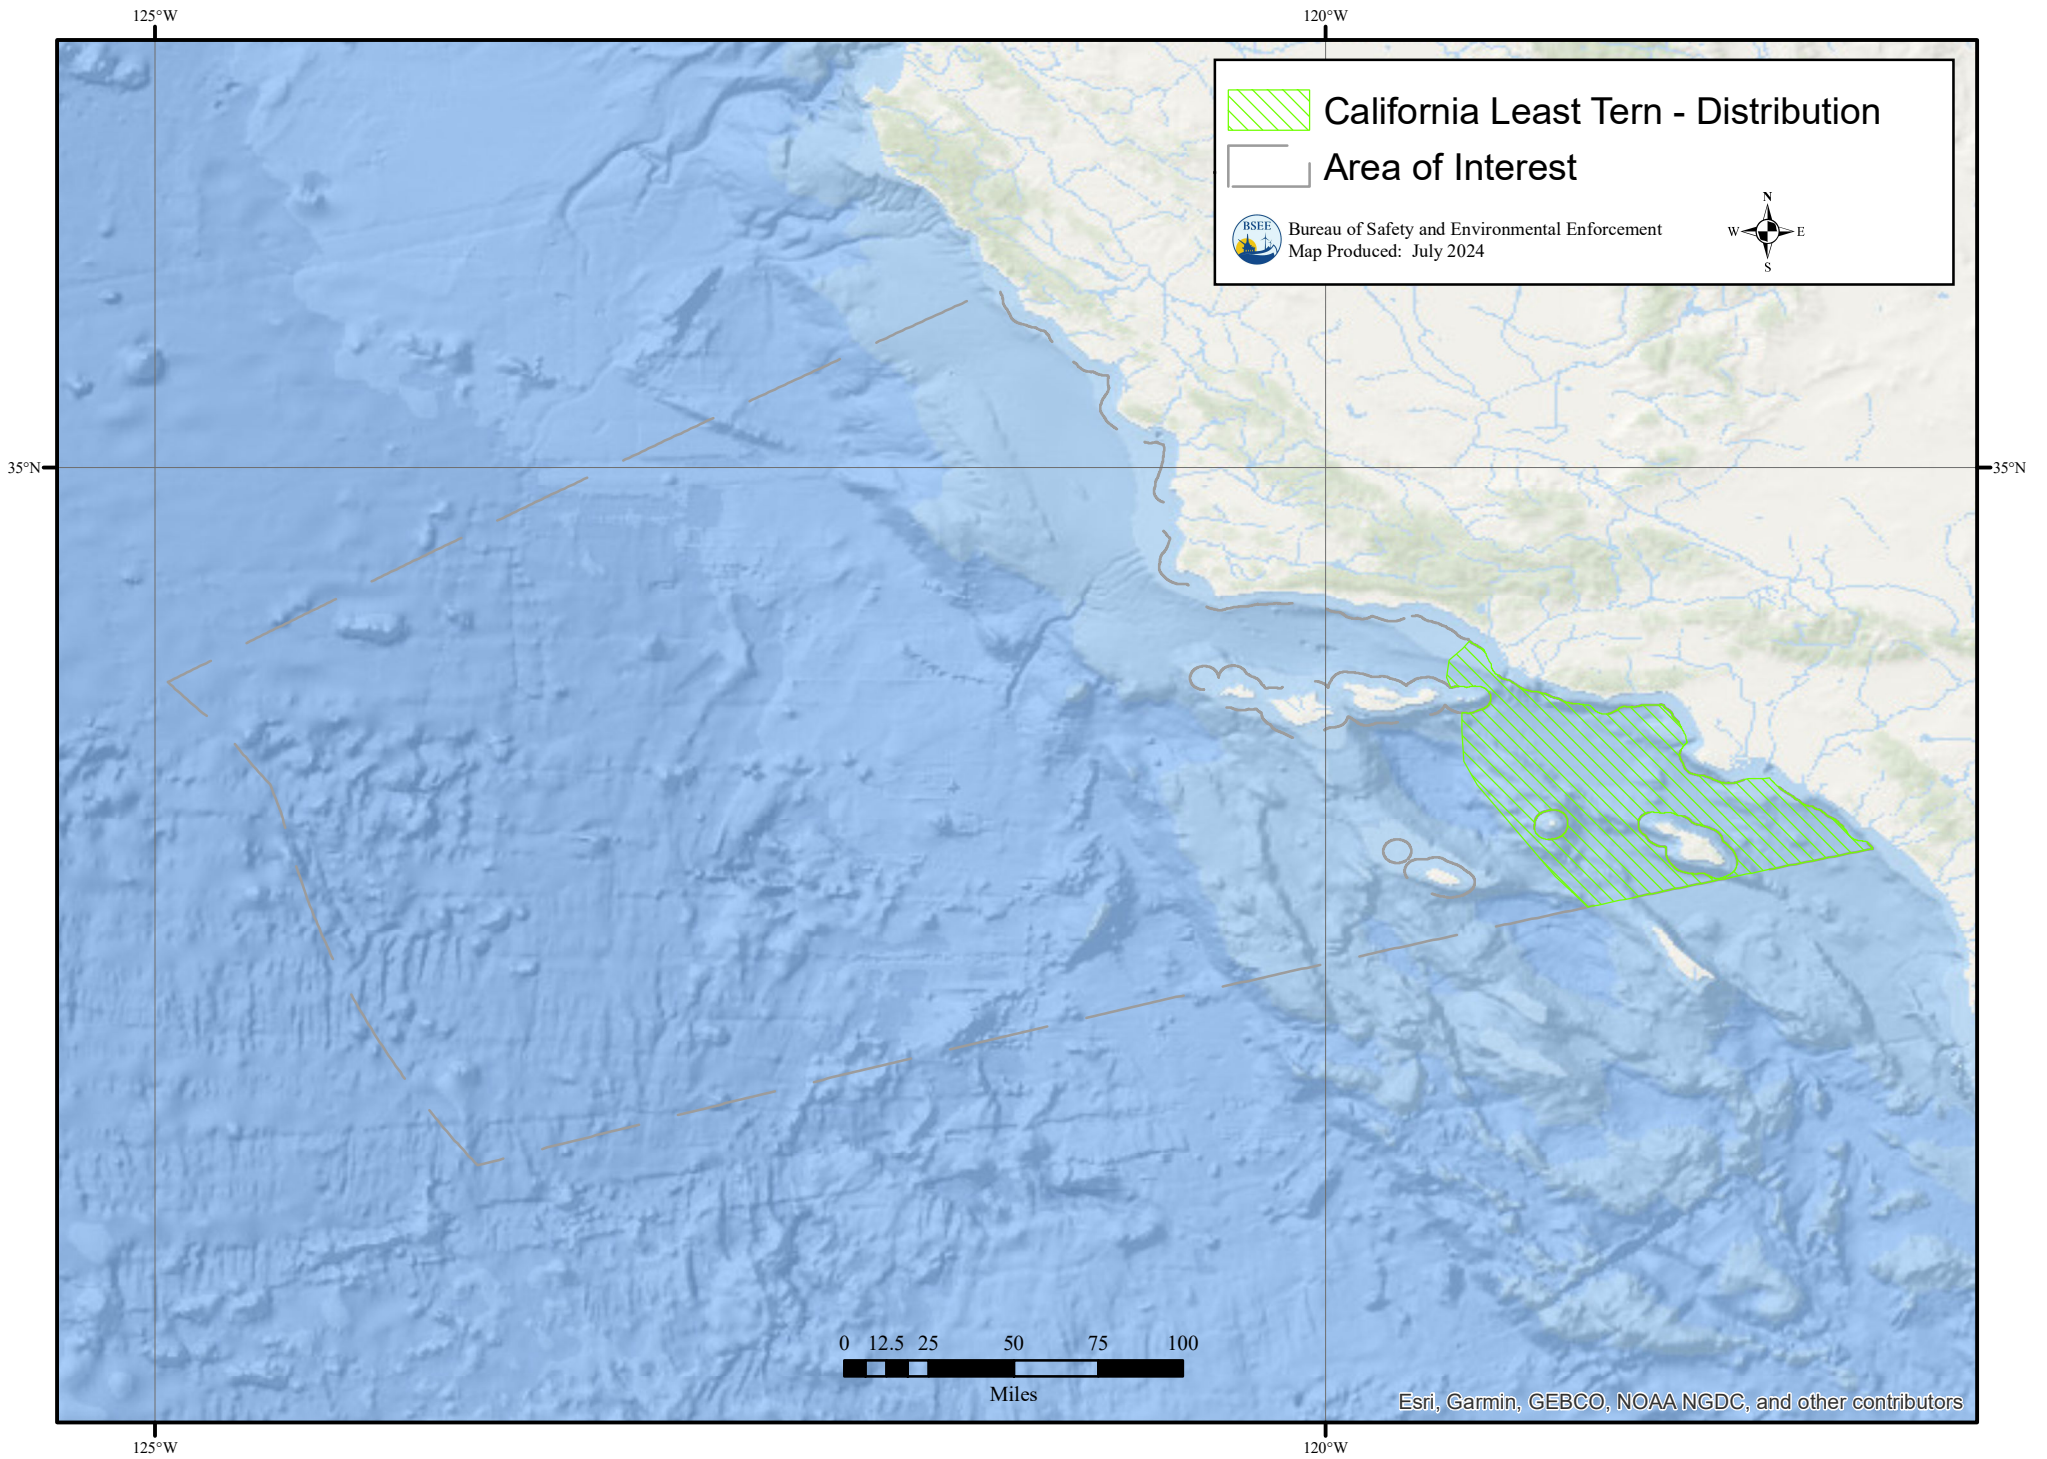 125°W 120°W
California Least Tern - Distribution
Area of Interest
N
W E
S
BSEE
Bureau of Safety and Environmental Enforcement
Map Produced: July 2024
35°N 35°N
0 12.5 25 50 75 100
Miles
Esri, Garmin, GEBCO, NOAA NGDC, and other contributors
125°W 120°W